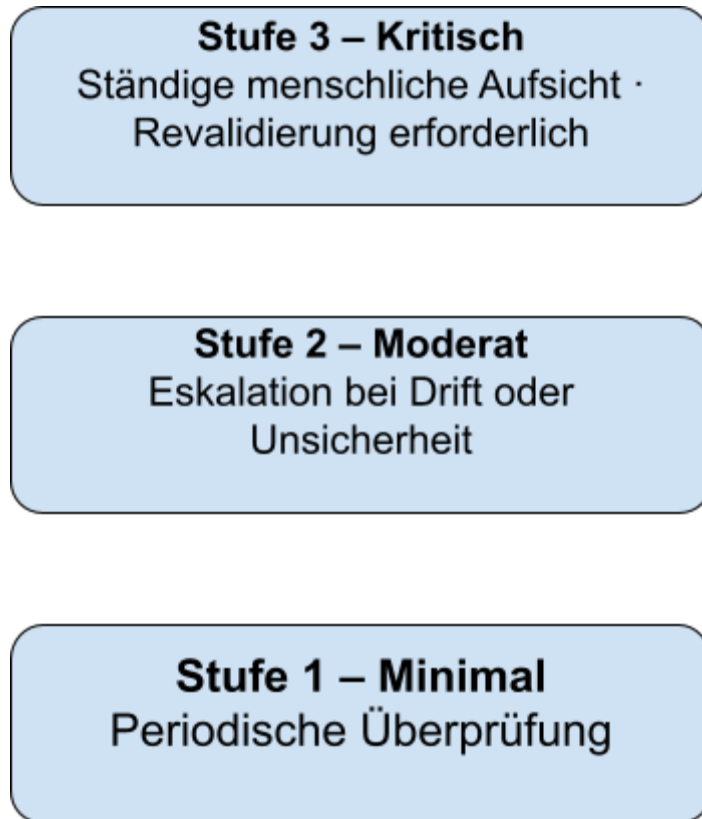 Stufe 3 – Kritisch
Ständige menschliche Aufsicht ·
Revalidierung erforderlich
Stufe 2 – Moderat
Eskalation bei Drift oder
Unsicherheit
Stufe 1 – Minimal
Periodische Überprüfung